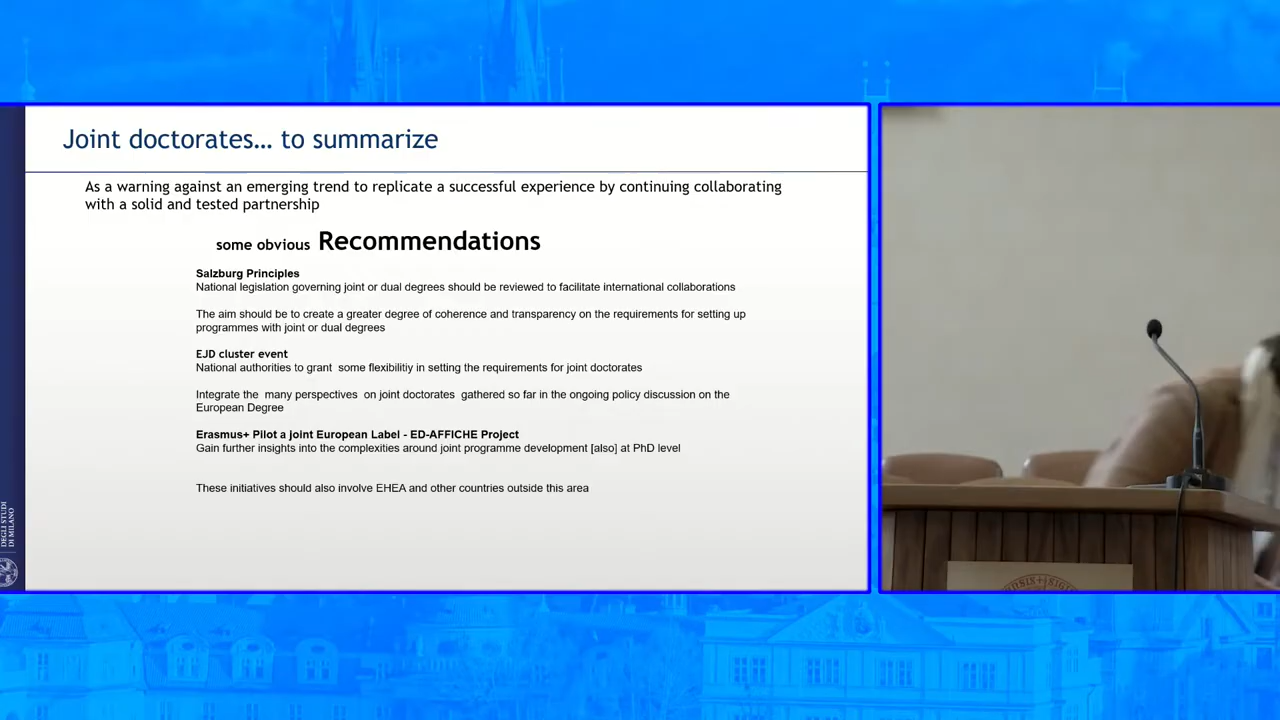 Joint doctorates... to summarize
As a warning against an emerging trend to replicate a successful experience by continuing collaborating
with a solid and tested partnership
some obvious Recommendations
Salzburg Principles
National legislation governing joint or dual degrees should be reviewed to facilitate international collaborations
The aim should be to create a greater degree of coherence and transparency on the requirements for setting up
programmes with joint or dual degrees
EJD cluster event
National authorities to grant some flexibilitiy in setting the requirements for joint doctorates
Integrate the many perspectives on joint doctorates gathered so far in the ongoing policy discussion on the
European Degree
Erasmus+ Pilot a joint European Label - ED-AFFICHE Project
Gain further insights into the complexities around joint programme development [also] at PhD level
These initiatives should also involve EHEA and other countries outside this area
DEGLI STUDI
DI MILANO